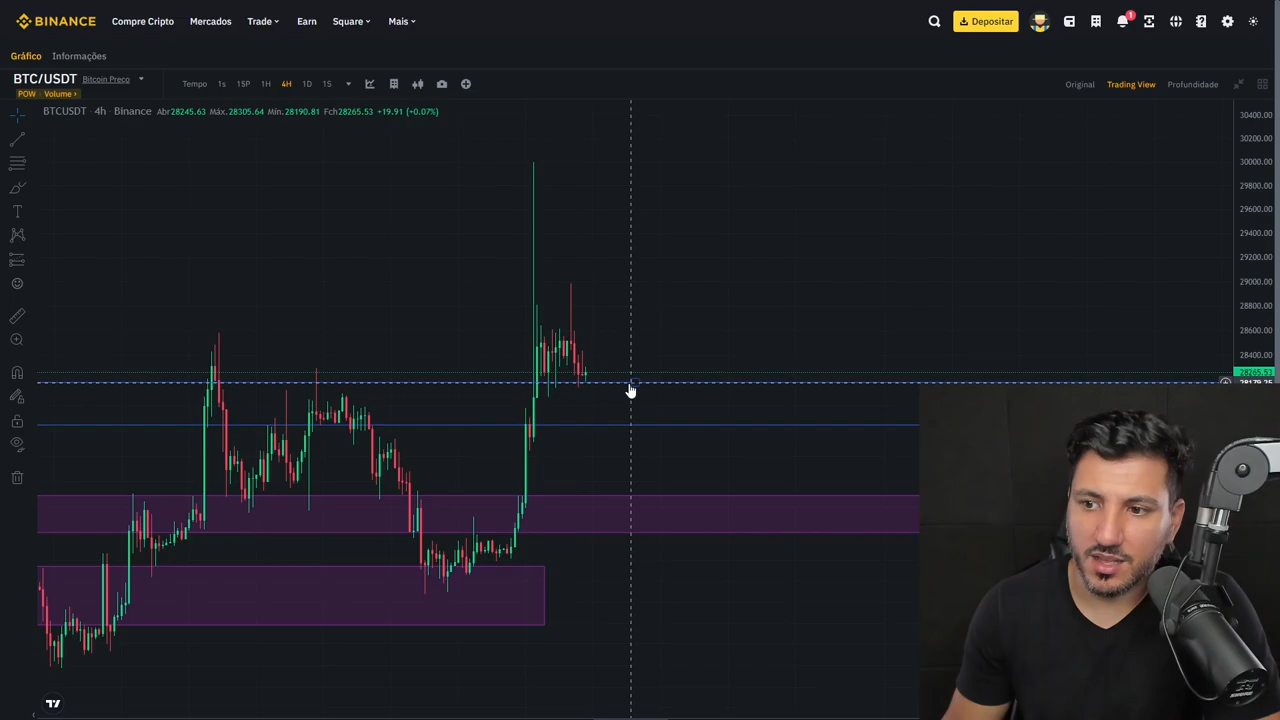 BINANCE Compre Cripto Mercados Trade Earn Square Mais Depositar 1
Gráfico Informações
BTC/USDT Bitcoin Preço Tempo 1s 15P 1H 4H 1D 1S Original Trading View Profundidade
POW Volume
BTCUSDT · 4h · Binance Abr28245.63 Máx.28305.64 Mín.28190.81 Fch28265.53 +19.91 (+0.07%)
30400.00
30200.00
30000.00
29800.00
29600.00
29400.00
29200.00
29000.00
28800.00
28600.00
28400.00
28265.53
28179.25